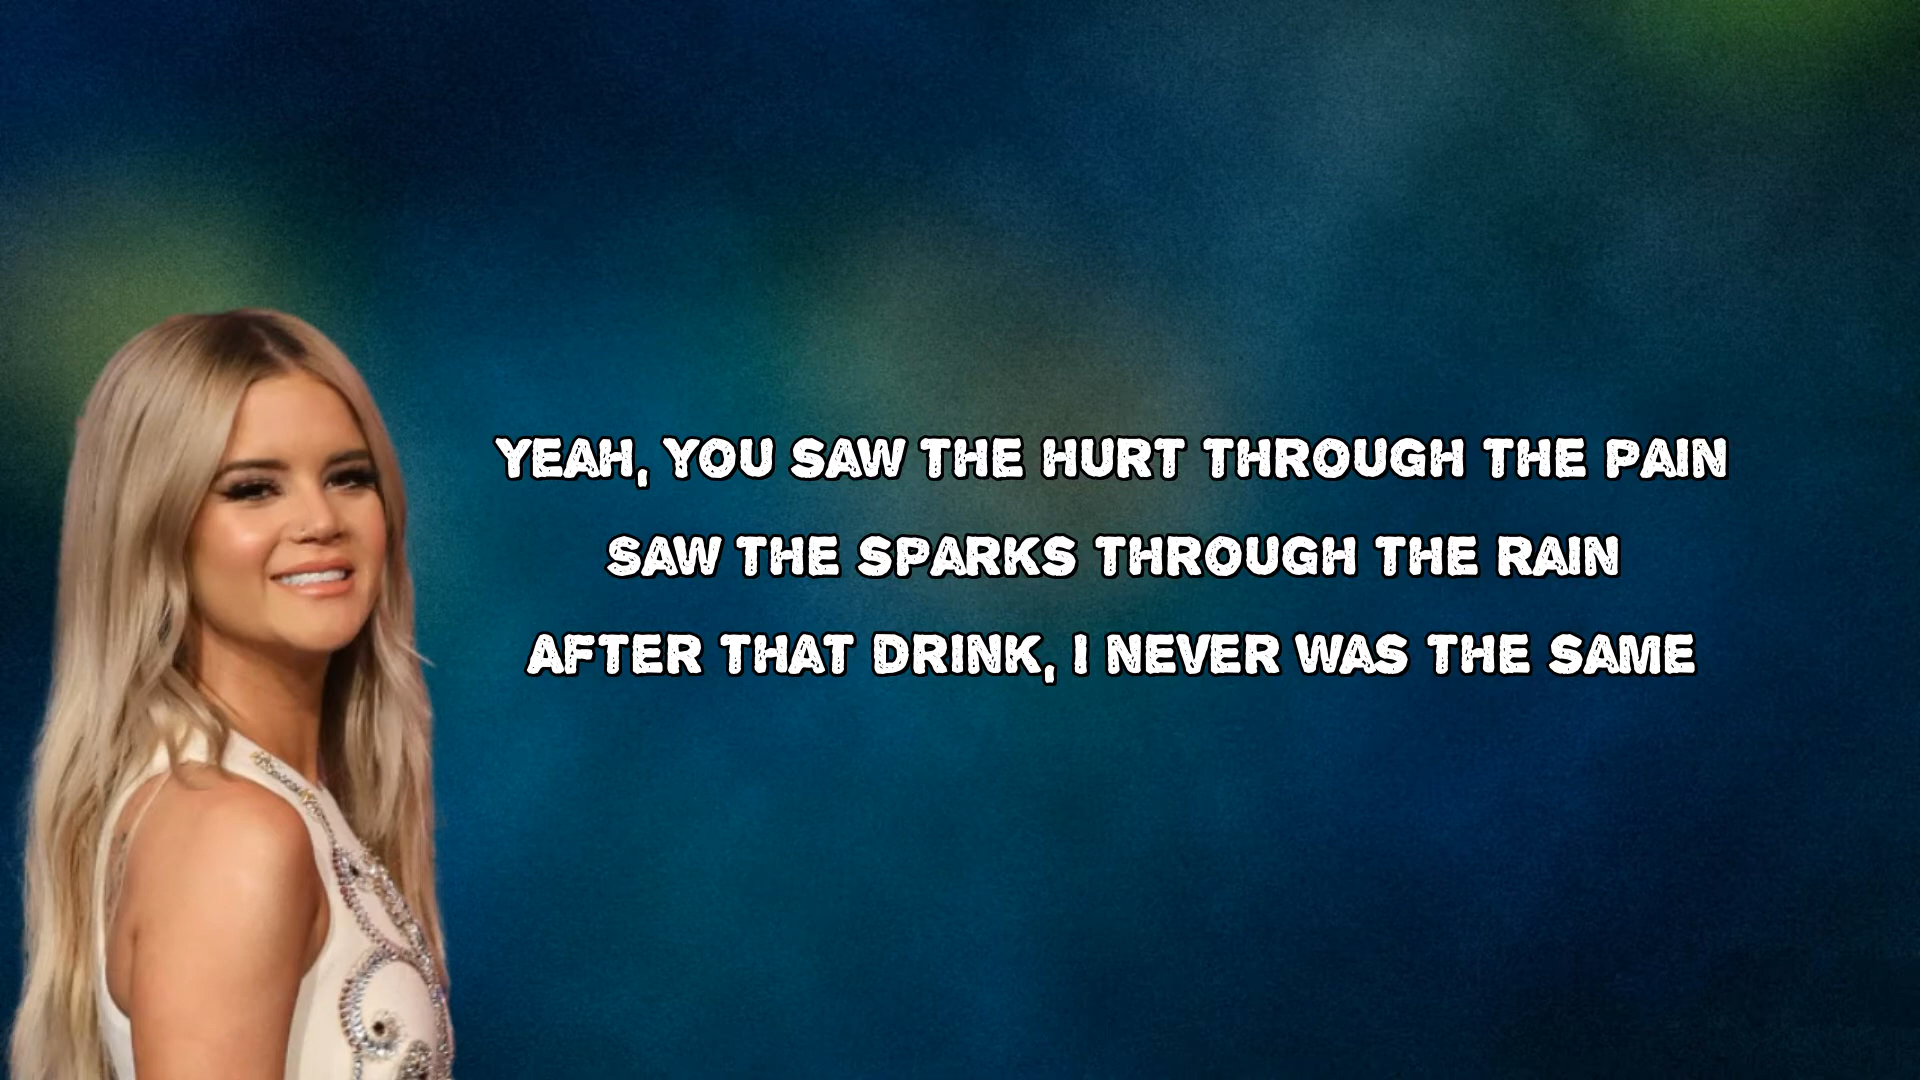 YEAH, YOU SAW THE HURT THROUGH THE PAIN
SAW THE SPARKS THROUGH THE RAIN
AFTER THAT DRINK, I NEVER WAS THE SAME